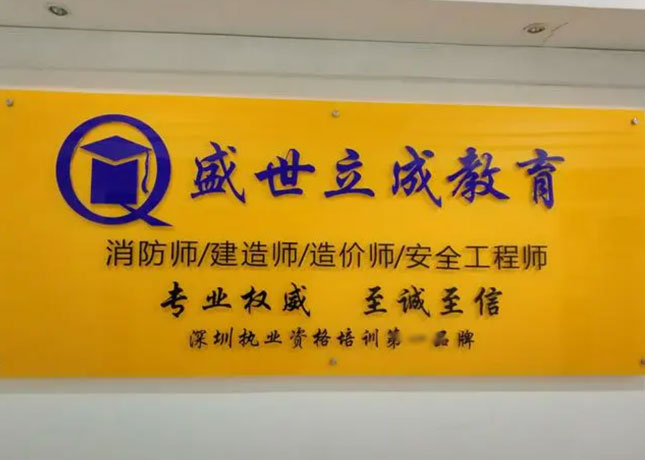 盛世立成教育
消防师/建造师/造价师/安全工程师
专业权威 至诚至信
深圳执业资格培训第一品牌